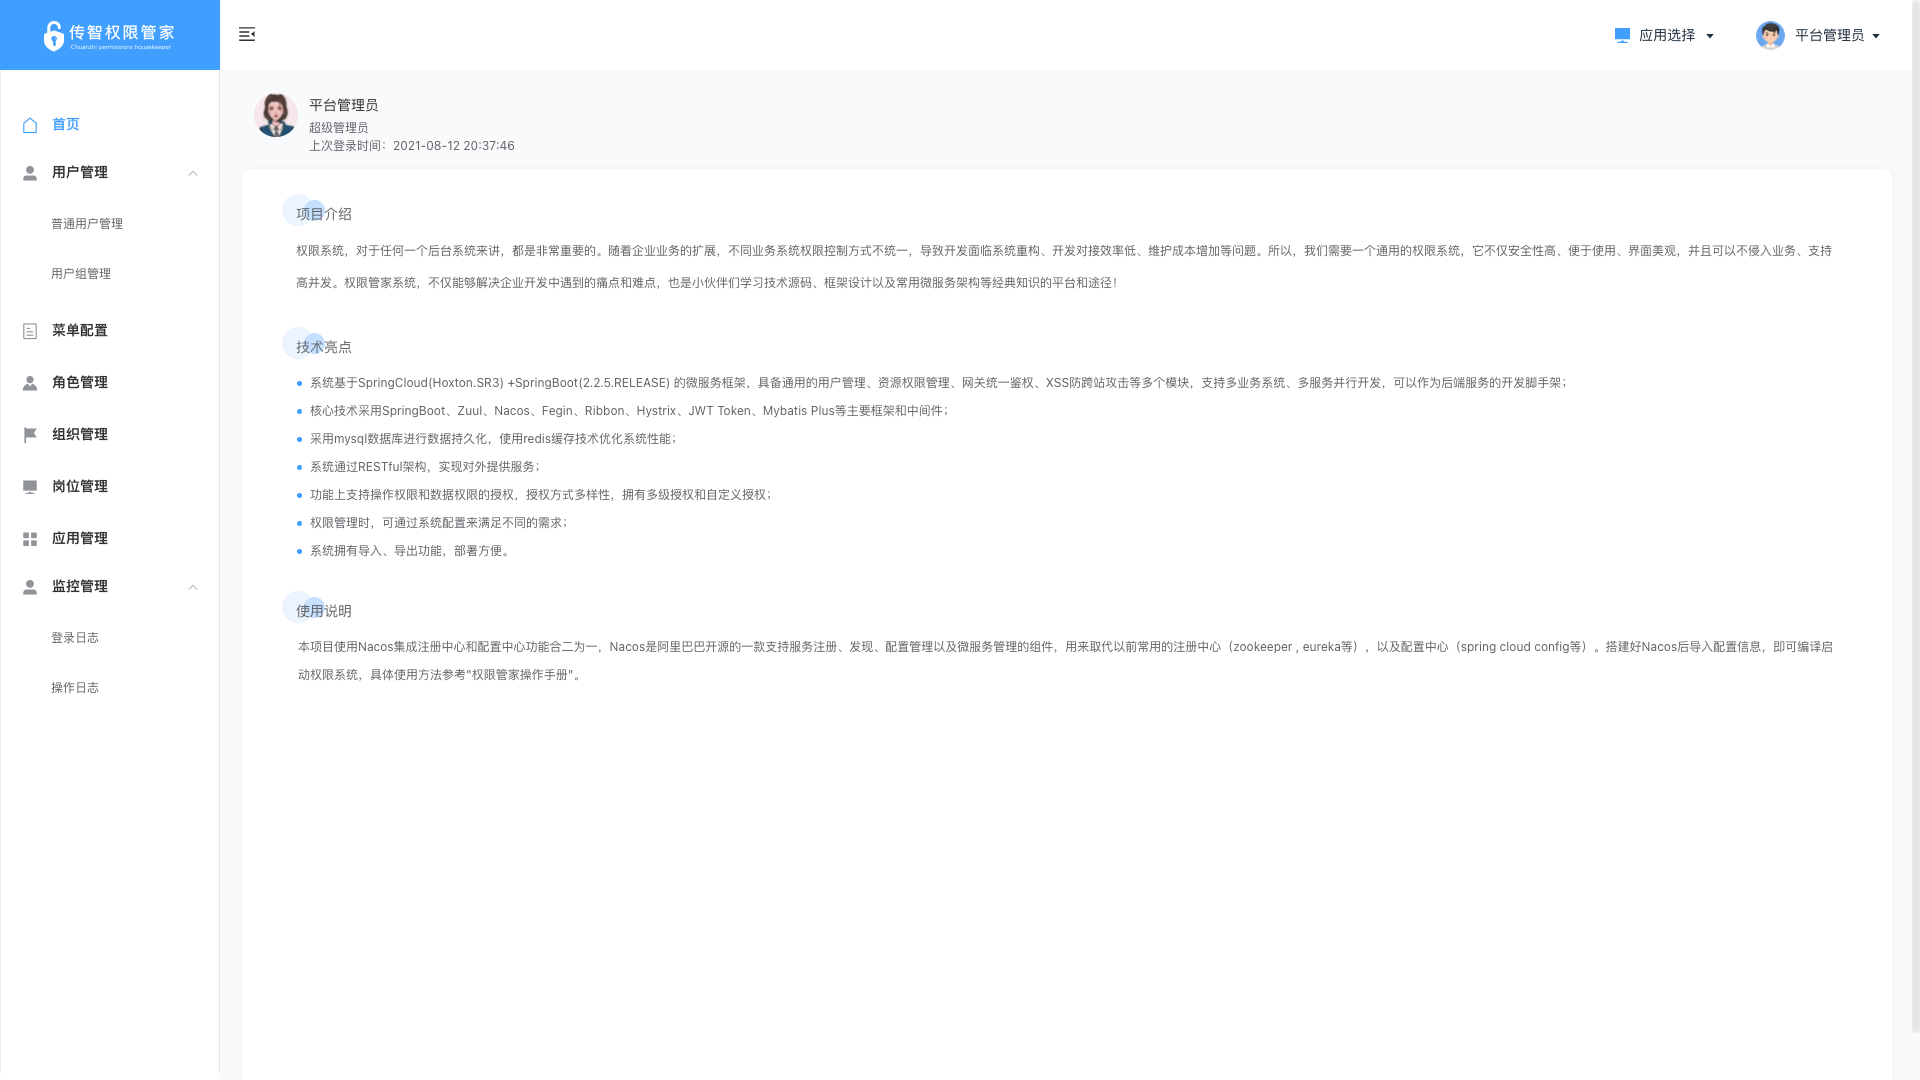 传智权限管家
Chuanzhi permissions housekeeper
应用选择
平台管理员
首页
用户管理
普通用户管理
用户组管理
菜单配置
角色管理
组织管理
岗位管理
应用管理
监控管理
登录日志
操作日志
平台管理员
超级管理员
上次登录时间：2021-08-12 20:37:46
项目介绍
权限系统，对于任何一个后台系统来讲，都是非常重要的。随着企业业务的扩展，不同业务系统权限控制方式不统一，导致开发面临系统重构、开发对接效率低、维护成本增加等问题。所以，我们需要一个通用的权限系统，它不仅安全性高、便于使用、界面美观，并且可以不侵入业务、支持
高并发。权限管家系统，不仅能够解决企业开发中遇到的痛点和难点，也是小伙伴们学习技术源码、框架设计以及常用微服务架构等经典知识的平台和途径！
技术亮点
系统基于SpringCloud(Hoxton.SR3) +SpringBoot(2.2.5.RELEASE) 的微服务框架，具备通用的用户管理、资源权限管理、网关统一鉴权、XSS防跨站攻击等多个模块，支持多业务系统、多服务并行开发，可以作为后端服务的开发脚手架；
核心技术采用SpringBoot、Zuul、Nacos、Fegin、Ribbon、Hystrix、JWT Token、Mybatis Plus等主要框架和中间件；
采用mysql数据库进行数据持久化，使用redis缓存技术优化系统性能；
系统通过RESTful架构，实现对外提供服务；
功能上支持操作权限和数据权限的授权，授权方式多样性，拥有多级授权和自定义授权；
权限管理时，可通过系统配置来满足不同的需求；
系统拥有导入、导出功能，部署方便。
使用说明
本项目使用Nacos集成注册中心和配置中心功能合二为一，Nacos是阿里巴巴开源的一款支持服务注册、发现、配置管理以及微服务管理的组件，用来取代以前常用的注册中心（zookeeper , eureka等），以及配置中心（spring cloud config等）。搭建好Nacos后导入配置信息，即可编译启
动权限系统，具体使用方法参考"权限管家操作手册"。